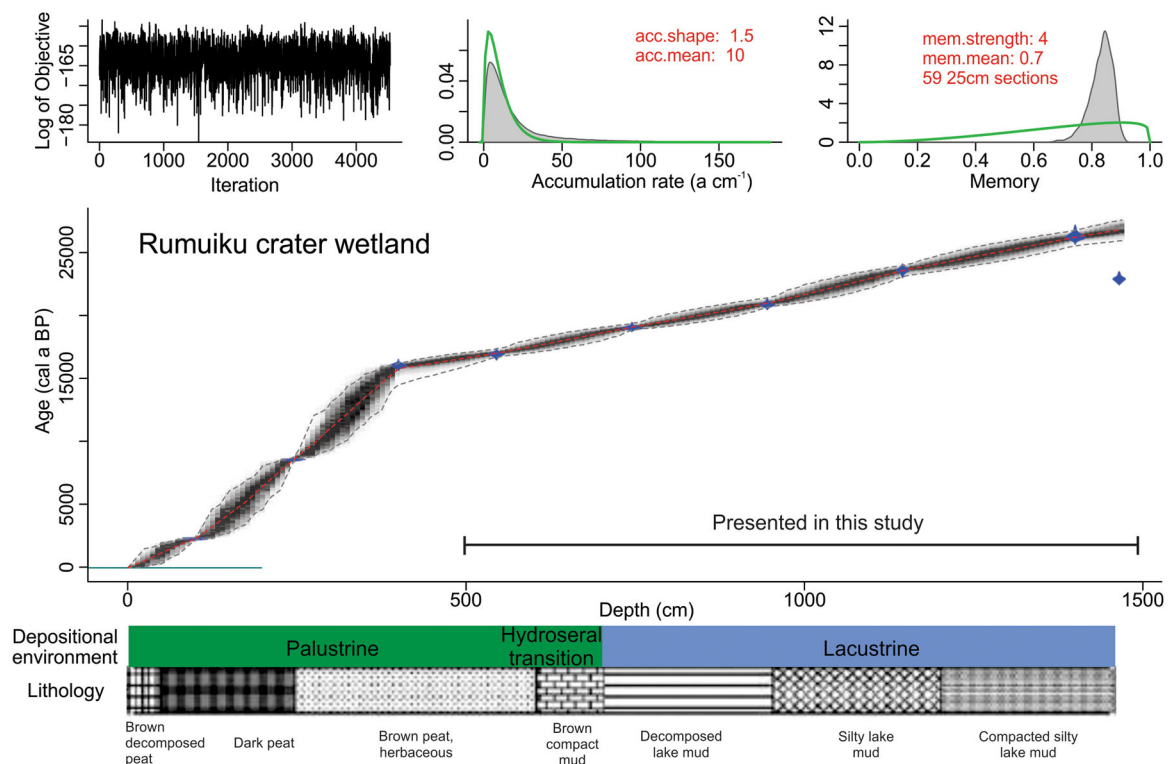 Log of Objective
−165
−180
0
1000
2000
3000
4000
Iteration
0.04
0.00
acc.shape: 1.5
acc.mean: 10
0
50
100
150
Accumulation rate (a cm⁻¹)
12
8
4
0
mem.strength: 4
mem.mean: 0.7
59 25cm sections
0.0
0.2
0.4
0.6
0.8
1.0
Memory
Rumuiku crater wetland
Age (cal a BP)
25000
15000
5000
0
Presented in this study
0
500
1000
1500
Depth (cm)
Depositional
environment
Palustrine
Hydroseral
transition
Lacustrine
Lithology
Brown
decomposed
peat
Dark peat
Brown peat,
herbaceous
Brown
compact
mud
Decomposed
lake mud
Silty lake
mud
Compacted silty
lake mud